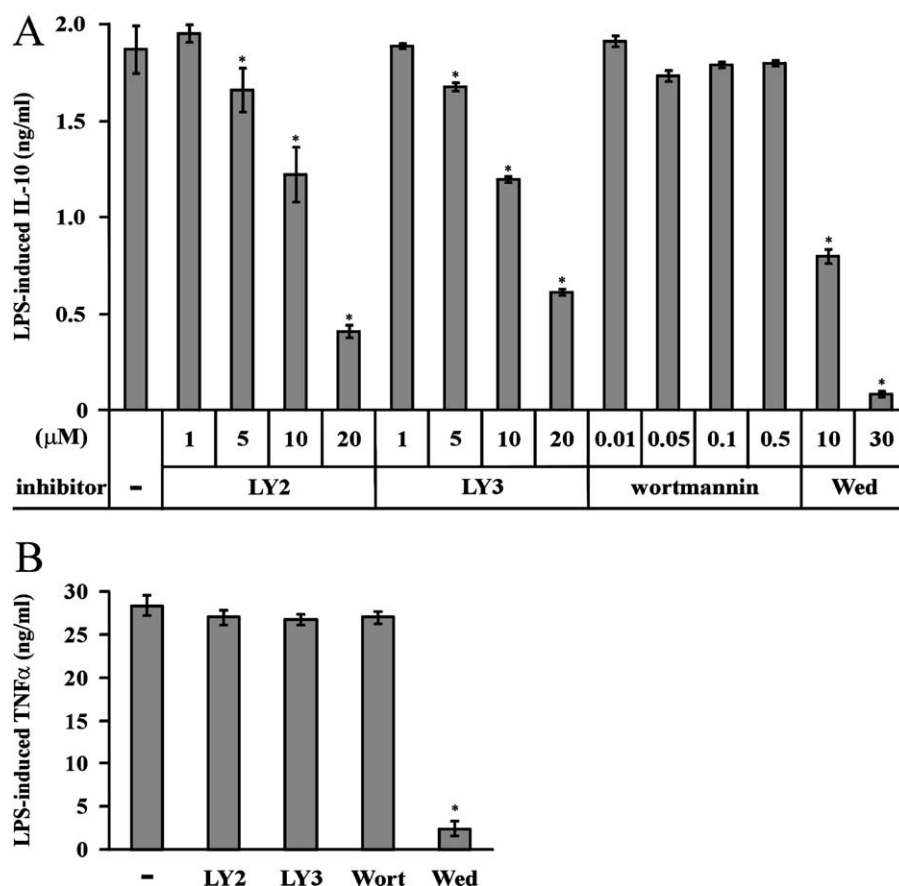 A
LPS-induced IL-10 (ng/ml)
2.0
1.5
1.0
0.5
0
* * * * * * * *
(μM) 1 5 10 20 1 5 10 20 0.01 0.05 0.1 0.5 10 30
inhibitor - LY2 LY3 wortmannin Wed
B
LPS-induced TNFα (ng/ml)
30
25
20
15
10
5
0
*
- LY2 LY3 Wort Wed